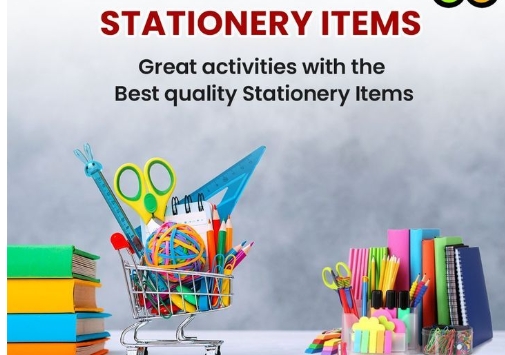 STATIONERY ITEMS
Great activities with the
Best quality Stationery Items